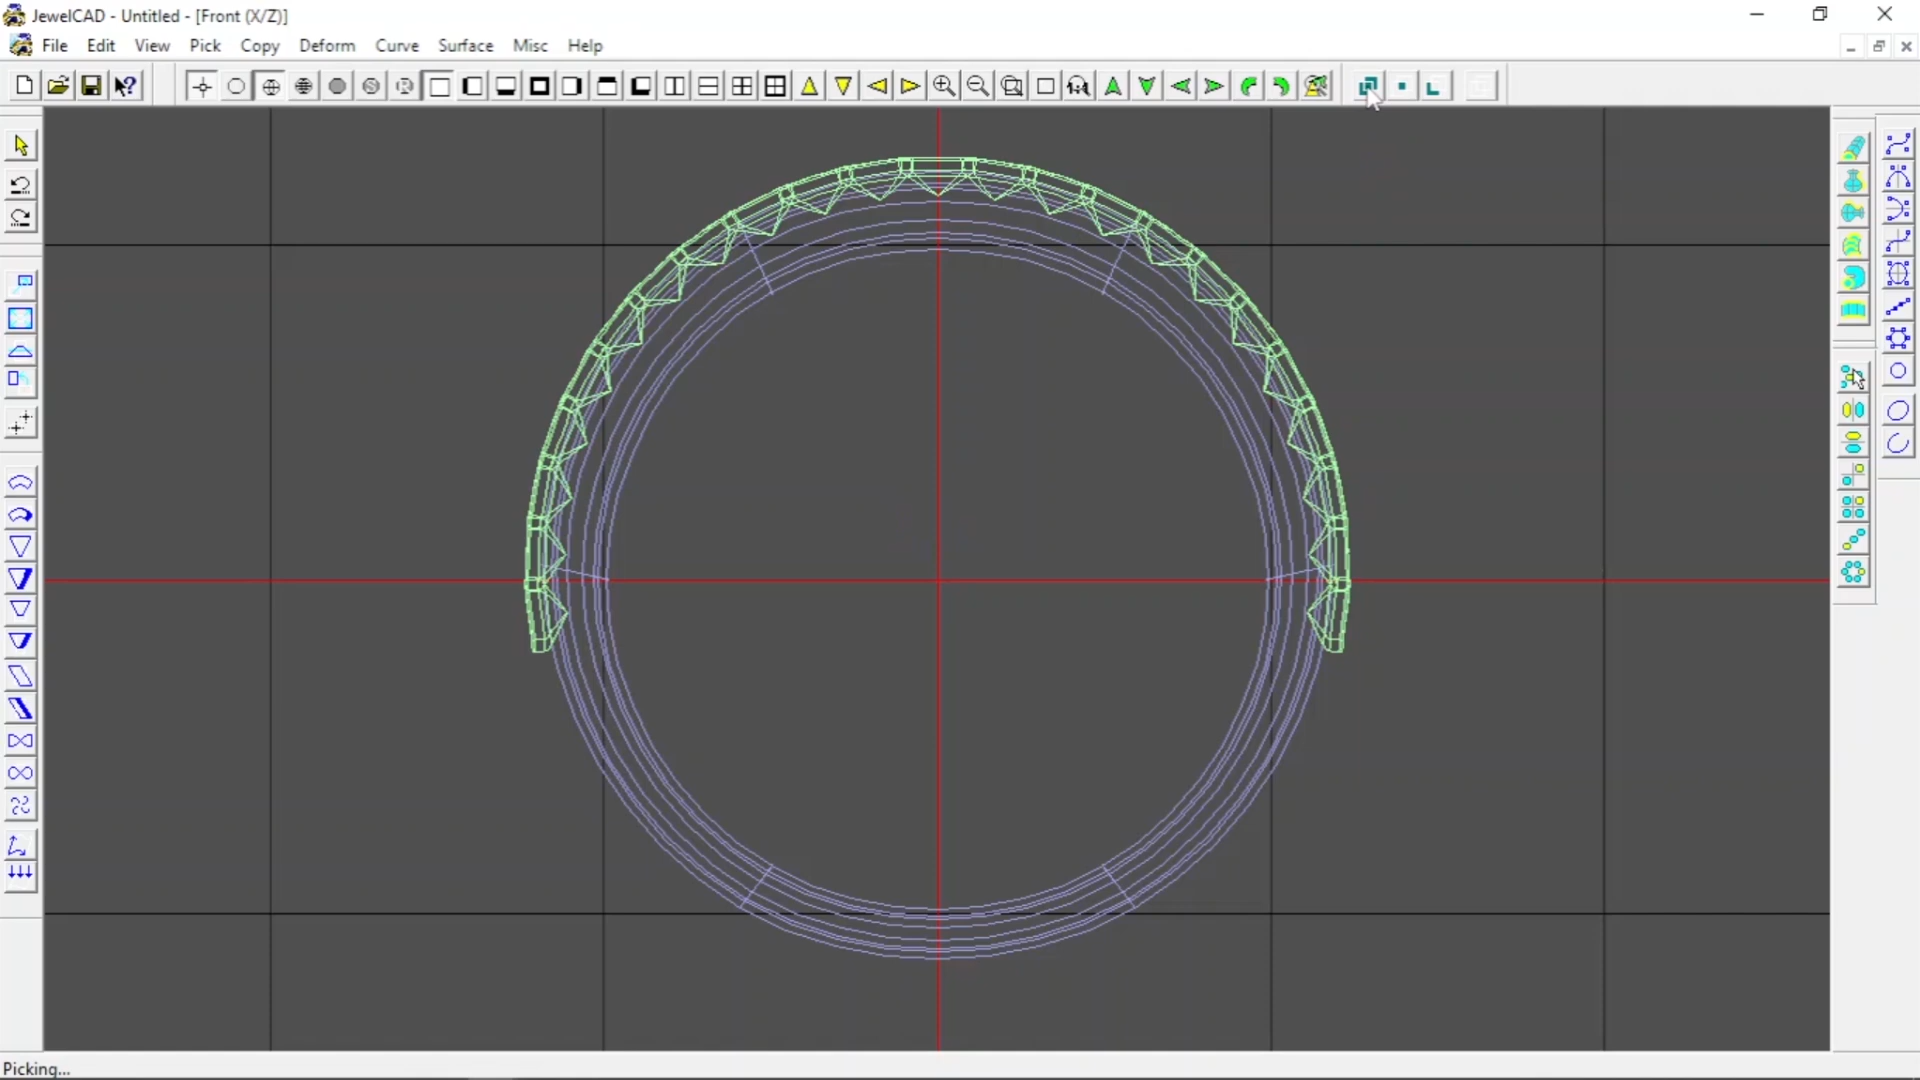 JewelCAD - Untitled - [Front (X/Z)]
File Edit View Pick Copy Deform Curve Surface Misc Help
Picking...